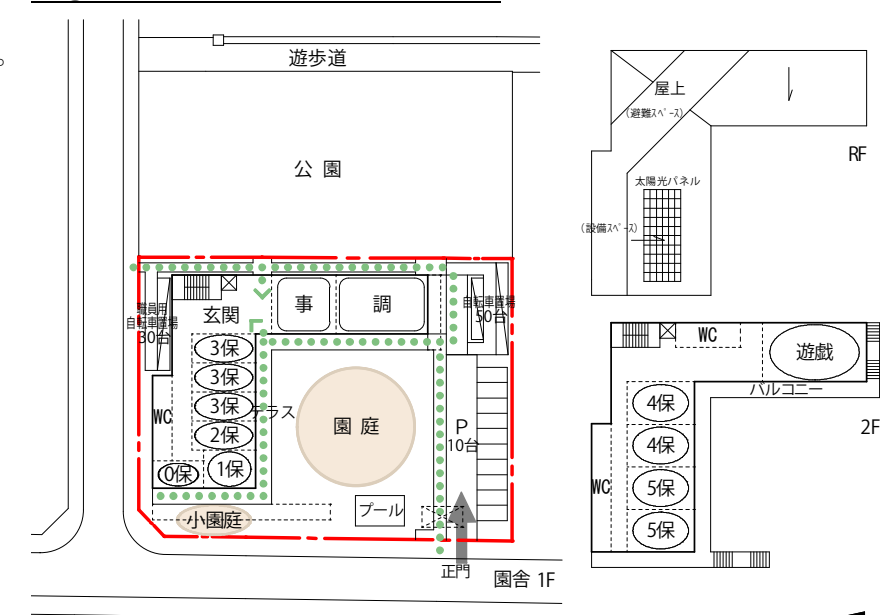 。
遊歩道
公 園
職員用
自転車置場
30台
玄関
事
調
自転車置場
50台
3保
3保
3保
2保
1保
0保
WC
テラス
園 庭
P
10台
プール
小園庭
正門
園舎 1F
屋上
(避難ｽﾍﾟｰｽ)
太陽光パネル
(設備ｽﾍﾟｰｽ)
RF
WC
遊戯
バルコニー
4保
4保
5保
5保
WC
2F